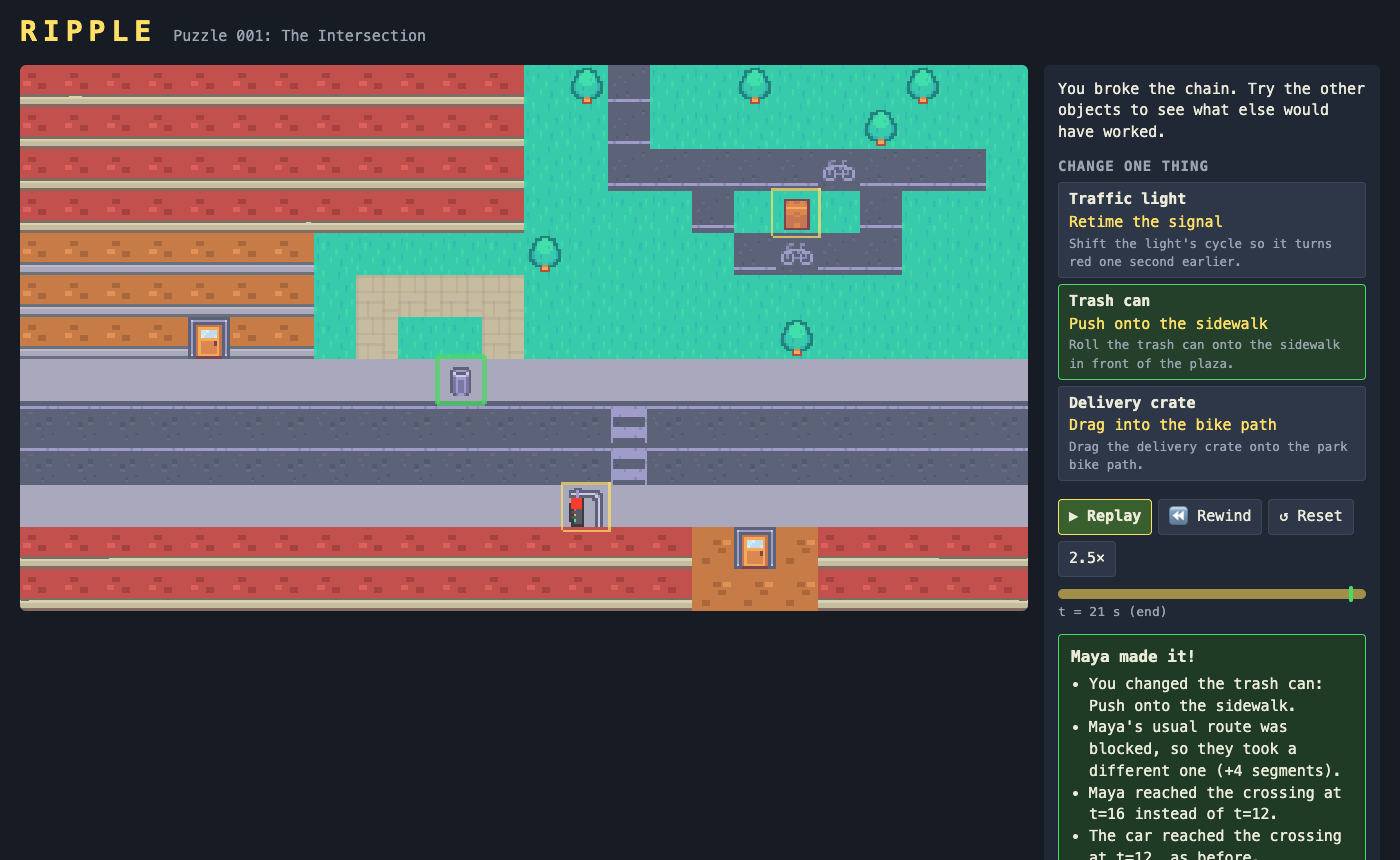 RIPPLE Puzzle 001: The Intersection
You broke the chain. Try the other
objects to see what else would
have worked.
CHANGE ONE THING
Traffic light
Retime the signal
Shift the light's cycle so it turns
red one second earlier.
Trash can
Push onto the sidewalk
Roll the trash can onto the sidewalk
in front of the plaza.
Delivery crate
Drag into the bike path
Drag the delivery crate onto the park
bike path.
▶ Replay ⏪ Rewind ↺ Reset
2.5×
t = 21 s (end)
Maya made it!
• You changed the trash can:
Push onto the sidewalk.
• Maya's usual route was
blocked, so they took a
different one (+4 segments).
• Maya reached the crossing at
t=16 instead of t=12.
• The car reached the crossing
at t=12, as before.